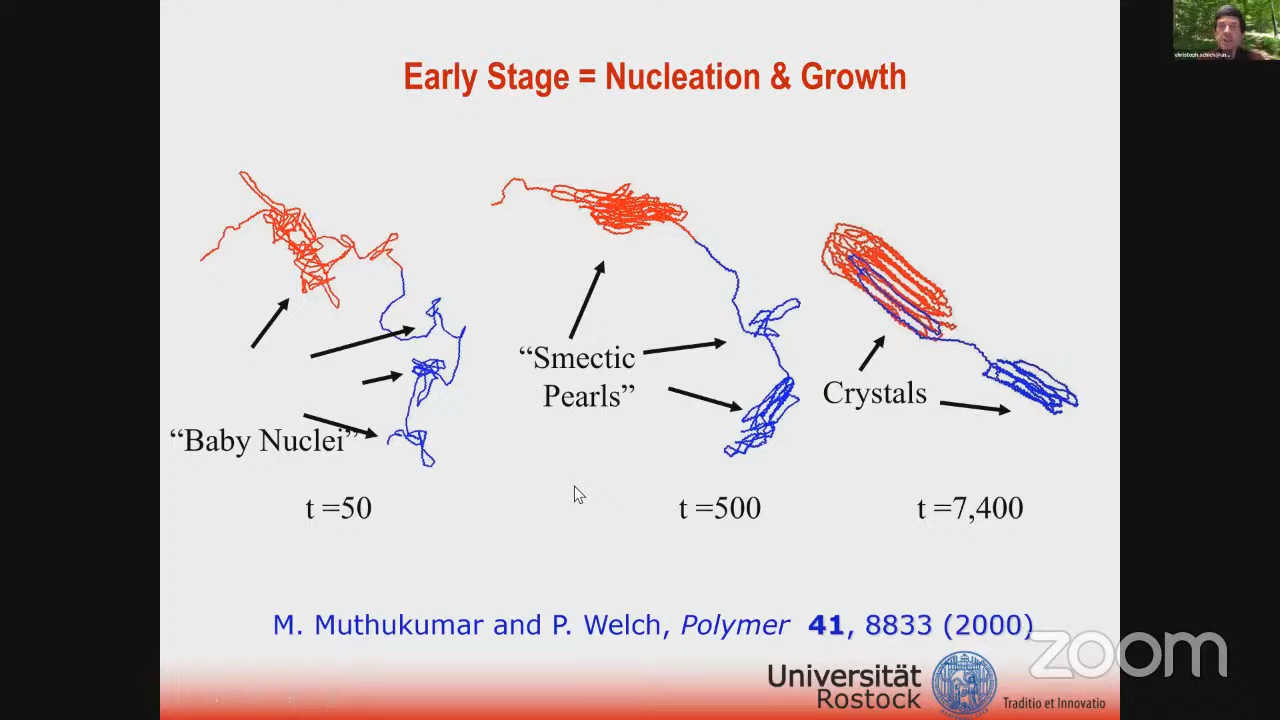 Early Stage = Nucleation & Growth
“Smectic
Pearls”
Crystals
“Baby Nuclei”
t =50
t =500
t =7,400
M. Muthukumar and P. Welch, Polymer 41, 8833 (2000)
zoom
Universität
Rostock
Traditio et Innovatio